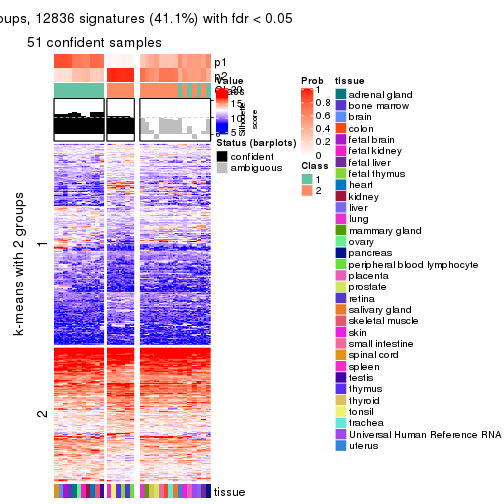 oups, 12836 signatures (41.1%) with fdr < 0.05
51 confident samples
p1
p2
Class
Silhouette
score
k-means with 2 groups
1
2
tissue
Value
15
10
5
Status (barplots)
confident
ambiguous
Prob
1
0.8
0.6
0.4
0.2
0
Class
1
2
tissue
adrenal gland
bone marrow
brain
colon
fetal brain
fetal kidney
fetal liver
fetal thymus
heart
kidney
liver
lung
mammary gland
ovary
pancreas
peripheral blood lymphocyte
placenta
prostate
retina
salivary gland
skeletal muscle
skin
small intestine
spinal cord
spleen
testis
thymus
thyroid
tonsil
trachea
Universal Human Reference RNA
uterus